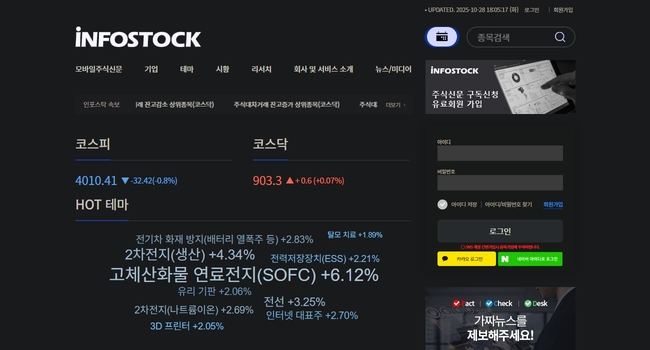 • UPDATED. 2025-10-28 18:05:17 (화) 로그인 회원가입
iNFOSTOCK
종목검색
모바일주식신문 기업 테마 시황 리서치 회사 및 서비스 소개 뉴스/미디어
iNFOSTOCK
주식신문 구독신청
유료회원 가입
인포스탁 속보 래 잔고감소 상위종목(코스닥) 주식대차거래 잔고증가 상위종목(코스닥) 주식대 더보기
코스피 코스닥
4010.41 ▼ -32.42(-0.8%) 903.3 ▲ + 0.6 (+0.07%)
HOT 테마
전기차 화재 방지(배터리 열폭주 등) +2.83% 탈모 치료 +1.89%
2차전지(생산) +4.34% 전력저장장치(ESS) +2.21%
고체산화물 연료전지(SOFC) +6.12%
유리 기판 +2.06%
전선 +3.25%
2차전지(나트륨이온) +2.69% 인터넷 대표주 +2.70%
3D 프린터 +2.05%
아이디
비밀번호
아이디 저장 아이디/비밀번호 찾기 회원가입
로그인
카카오 로그인 네이버 아이디로 로그인
Fact Check Desk
가짜뉴스를
제보해주세요!